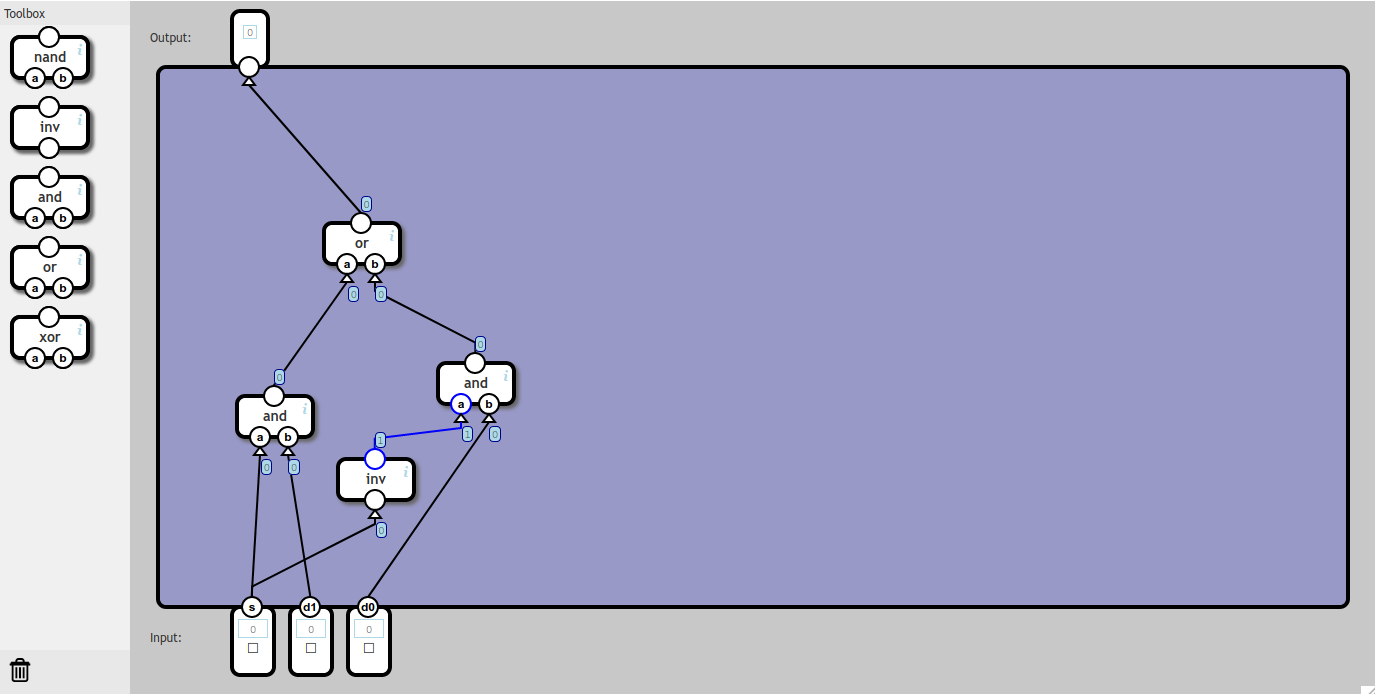 Toolbox
nand
i
a b
inv
i
and
i
a b
or
i
a b
xor
i
a b
Output:
0
0
or
i
a b
0 0
0
0
and
i
a b
1 0
and
i
a b
0 0
1
inv
i
0
s d1 d0
Input:
0 0 0